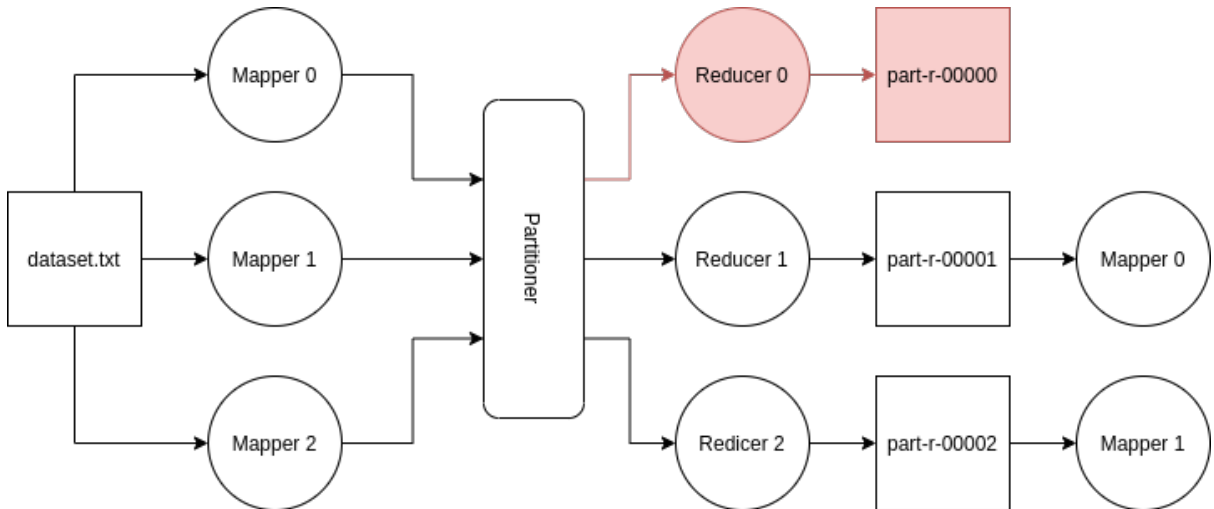 Mapper 0
Reducer 0
part-r-00000
dataset.txt
Mapper 1
Partitioner
Reducer 1
part-r-00001
Mapper 0
Mapper 2
Redicer 2
part-r-00002
Mapper 1